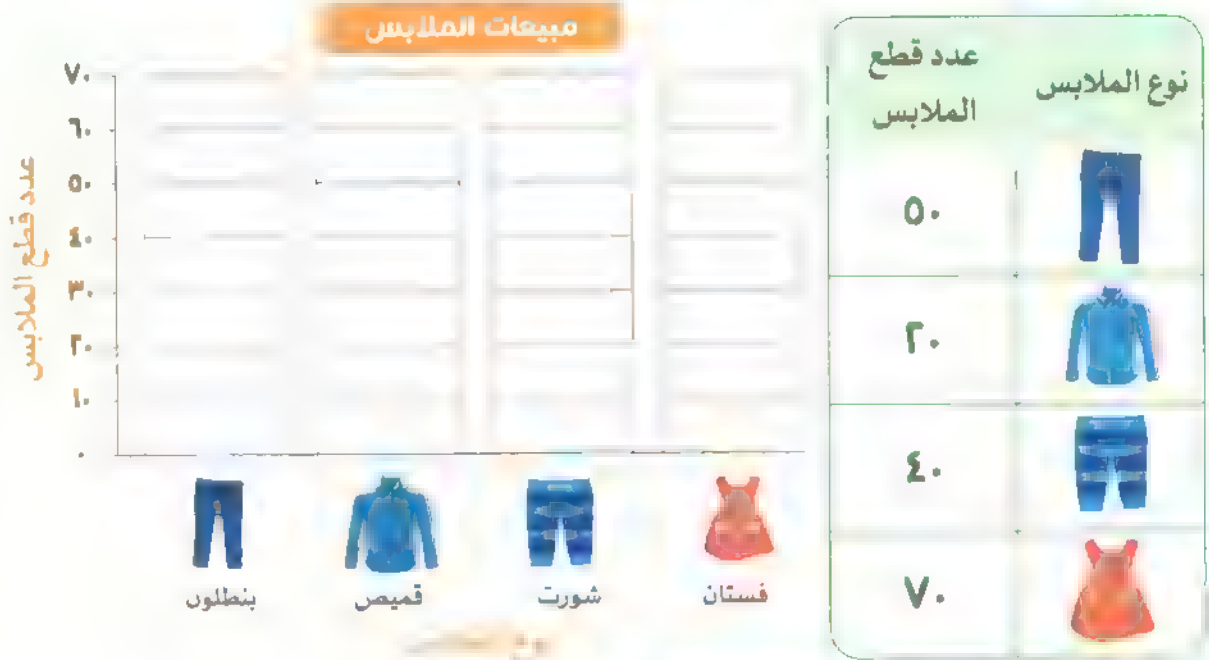 مبيعات الملابس
عدد قطع الملابس
٧٠
٦٠
٥٠
٤٠
٣٠
٢٠
١٠
٠
بنطلون
قميص
شورت
فستان
نوع الملابس
عدد قطع الملابس
٥٠
٢٠
٤٠
٧٠